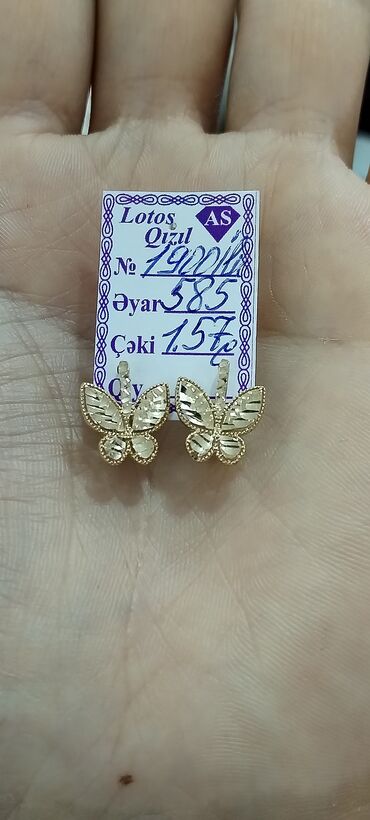 Lotos AS
Qızıl
№ 1900
Əyar 585
Çəki 1.57